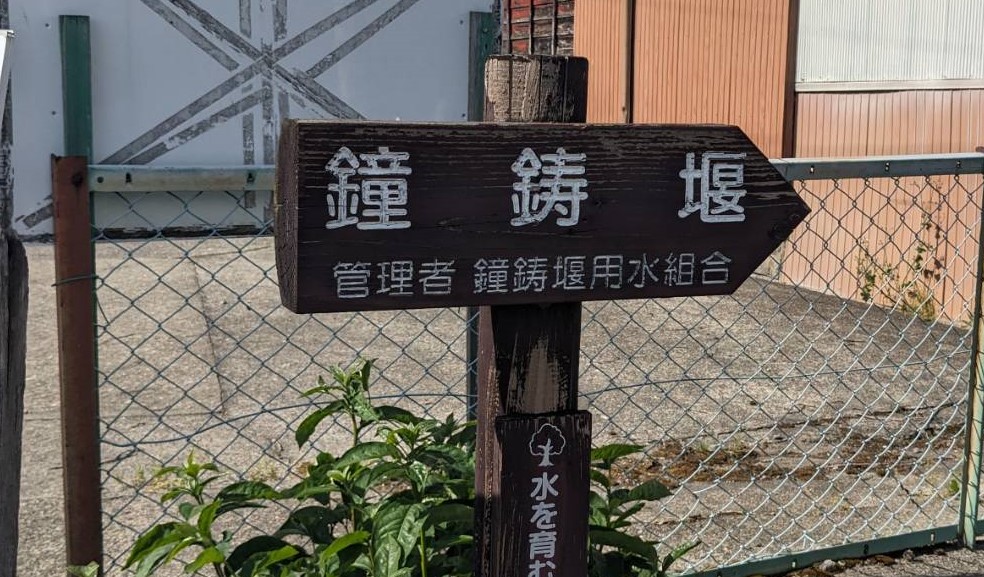 鐘鋳堰
管理者 鐘鋳堰用水組合
水を育む